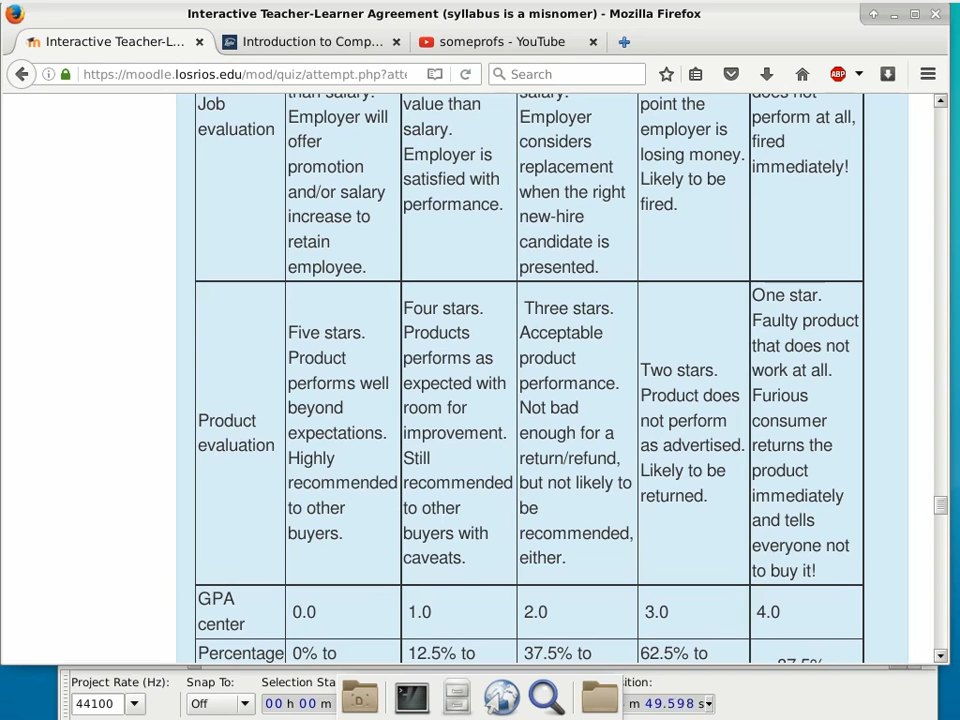 Interactive Teacher-Learner Agreement (syllabus is a misnomer) - Mozilla Firefox
Interactive Teacher-L...
Introduction to Comp...
someprofs - YouTube
https://moodle.losrios.edu/mod/quiz/attempt.php?atte
Search
ABP
Job
evaluation
than salary.
Employer will
offer
promotion
and/or salary
increase to
retain
employee.
value than
salary.
Employer is
satisfied with
performance.
salary.
Employer
considers
replacement
when the right
new-hire
candidate is
presented.
point the
employer is
losing money.
Likely to be
fired.
does not
perform at all,
fired
immediately!
Product
evaluation
Five stars.
Product
performs well
beyond
expectations.
Highly
recommended
to other
buyers.
Four stars.
Products
performs as
expected with
room for
improvement.
Still
recommended
to other
buyers with
caveats.
Three stars.
Acceptable
product
performance.
Not bad
enough for a
return/refund,
but not likely to
be
recommended,
either.
Two stars.
Product does
not perform
as advertised.
Likely to be
returned.
One star.
Faulty product
that does not
work at all.
Furious
consumer
returns the
product
immediately
and tells
everyone not
to buy it!
GPA
center
0.0
1.0
2.0
3.0
4.0
Percentage
0% to
12.5% to
37.5% to
62.5% to
Project Rate (Hz):
Snap To:
Selection Sta
ition:
44100
Off
00 h 00 m
m 49.598 s